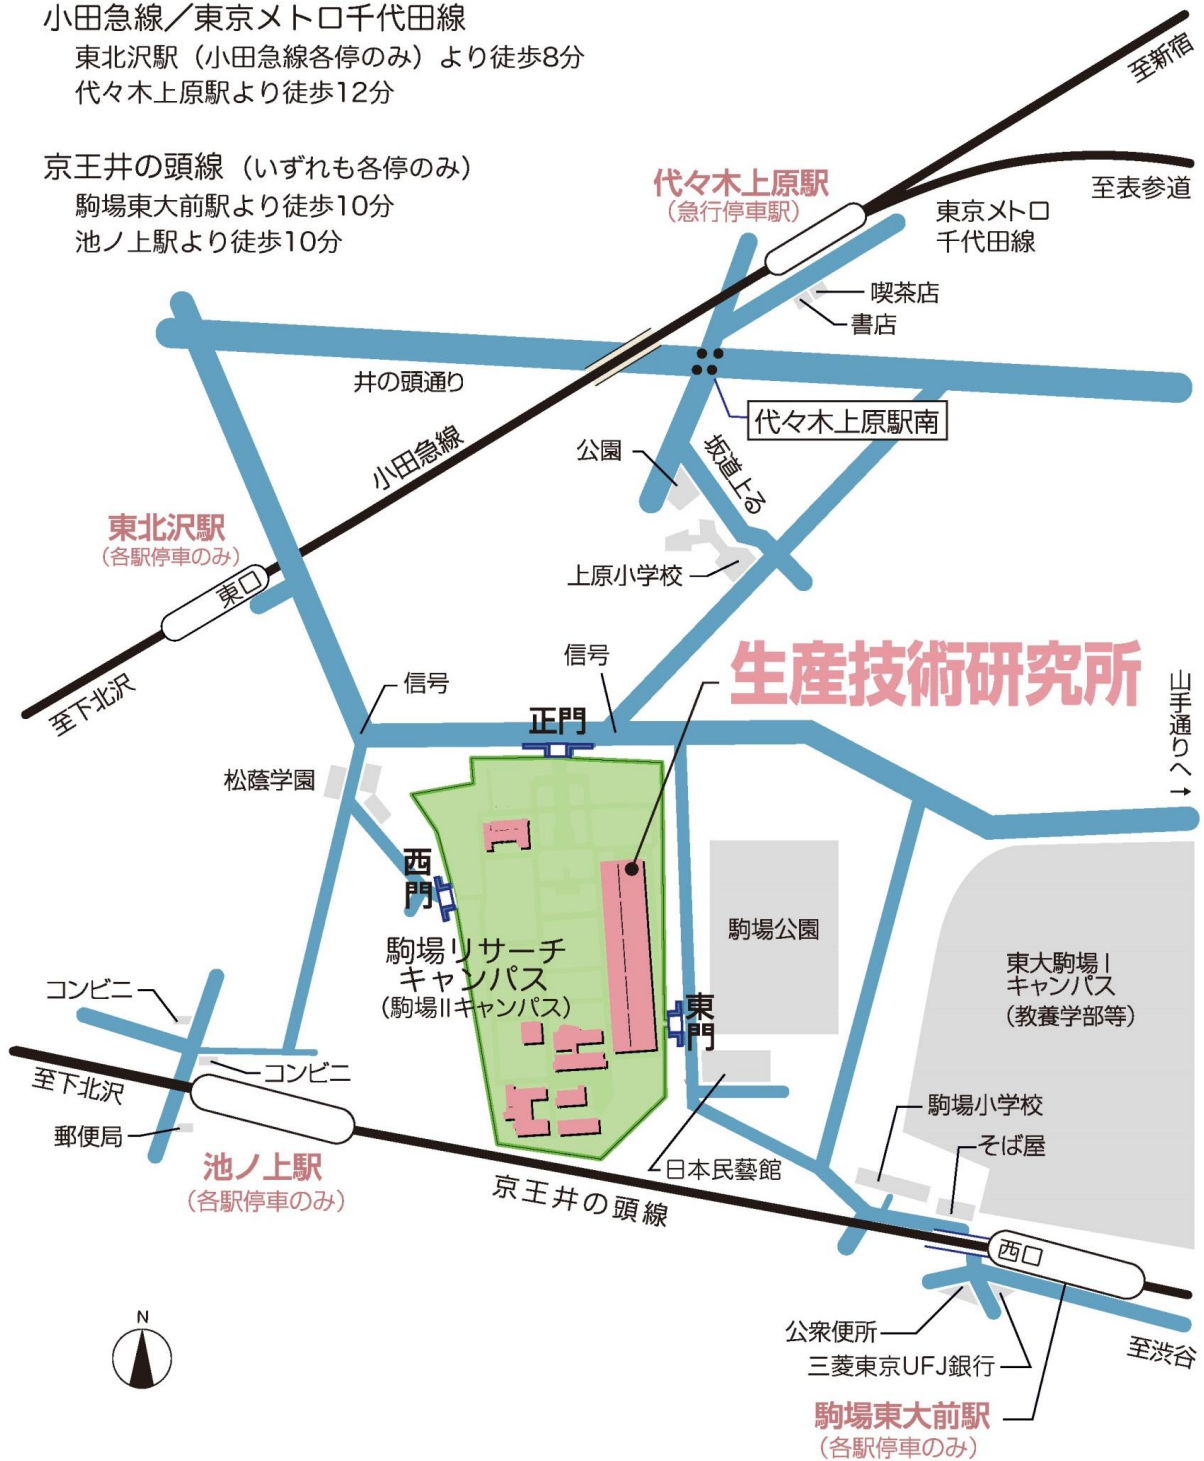 小田急線／東京メトロ千代田線
東北沢駅（小田急線各停のみ）より徒歩8分
代々木上原駅より徒歩12分
京王井の頭線（いずれも各停のみ）
駒場東大前駅より徒歩10分
池ノ上駅より徒歩10分
至新宿
代々木上原駅
（急行停車駅）
至表参道
東京メトロ
千代田線
喫茶店
書店
井の頭通り
代々木上原駅南
小田急線
公園
坂道上る
東北沢駅
（各駅停車のみ）
東口
上原小学校
至下北沢
信号
信号
生産技術研究所
正門
山手通りへ→
松蔭学園
西門
駒場リサーチ
キャンパス
（駒場IIキャンパス）
駒場公園
東大駒場I
キャンパス
（教養学部等）
東門
コンビニ
コンビニ
至下北沢
郵便局
池ノ上駅
（各駅停車のみ）
京王井の頭線
日本民藝館
駒場小学校
そば屋
西口
N
公衆便所
三菱東京UFJ銀行
至渋谷
駒場東大前駅
（各駅停車のみ）